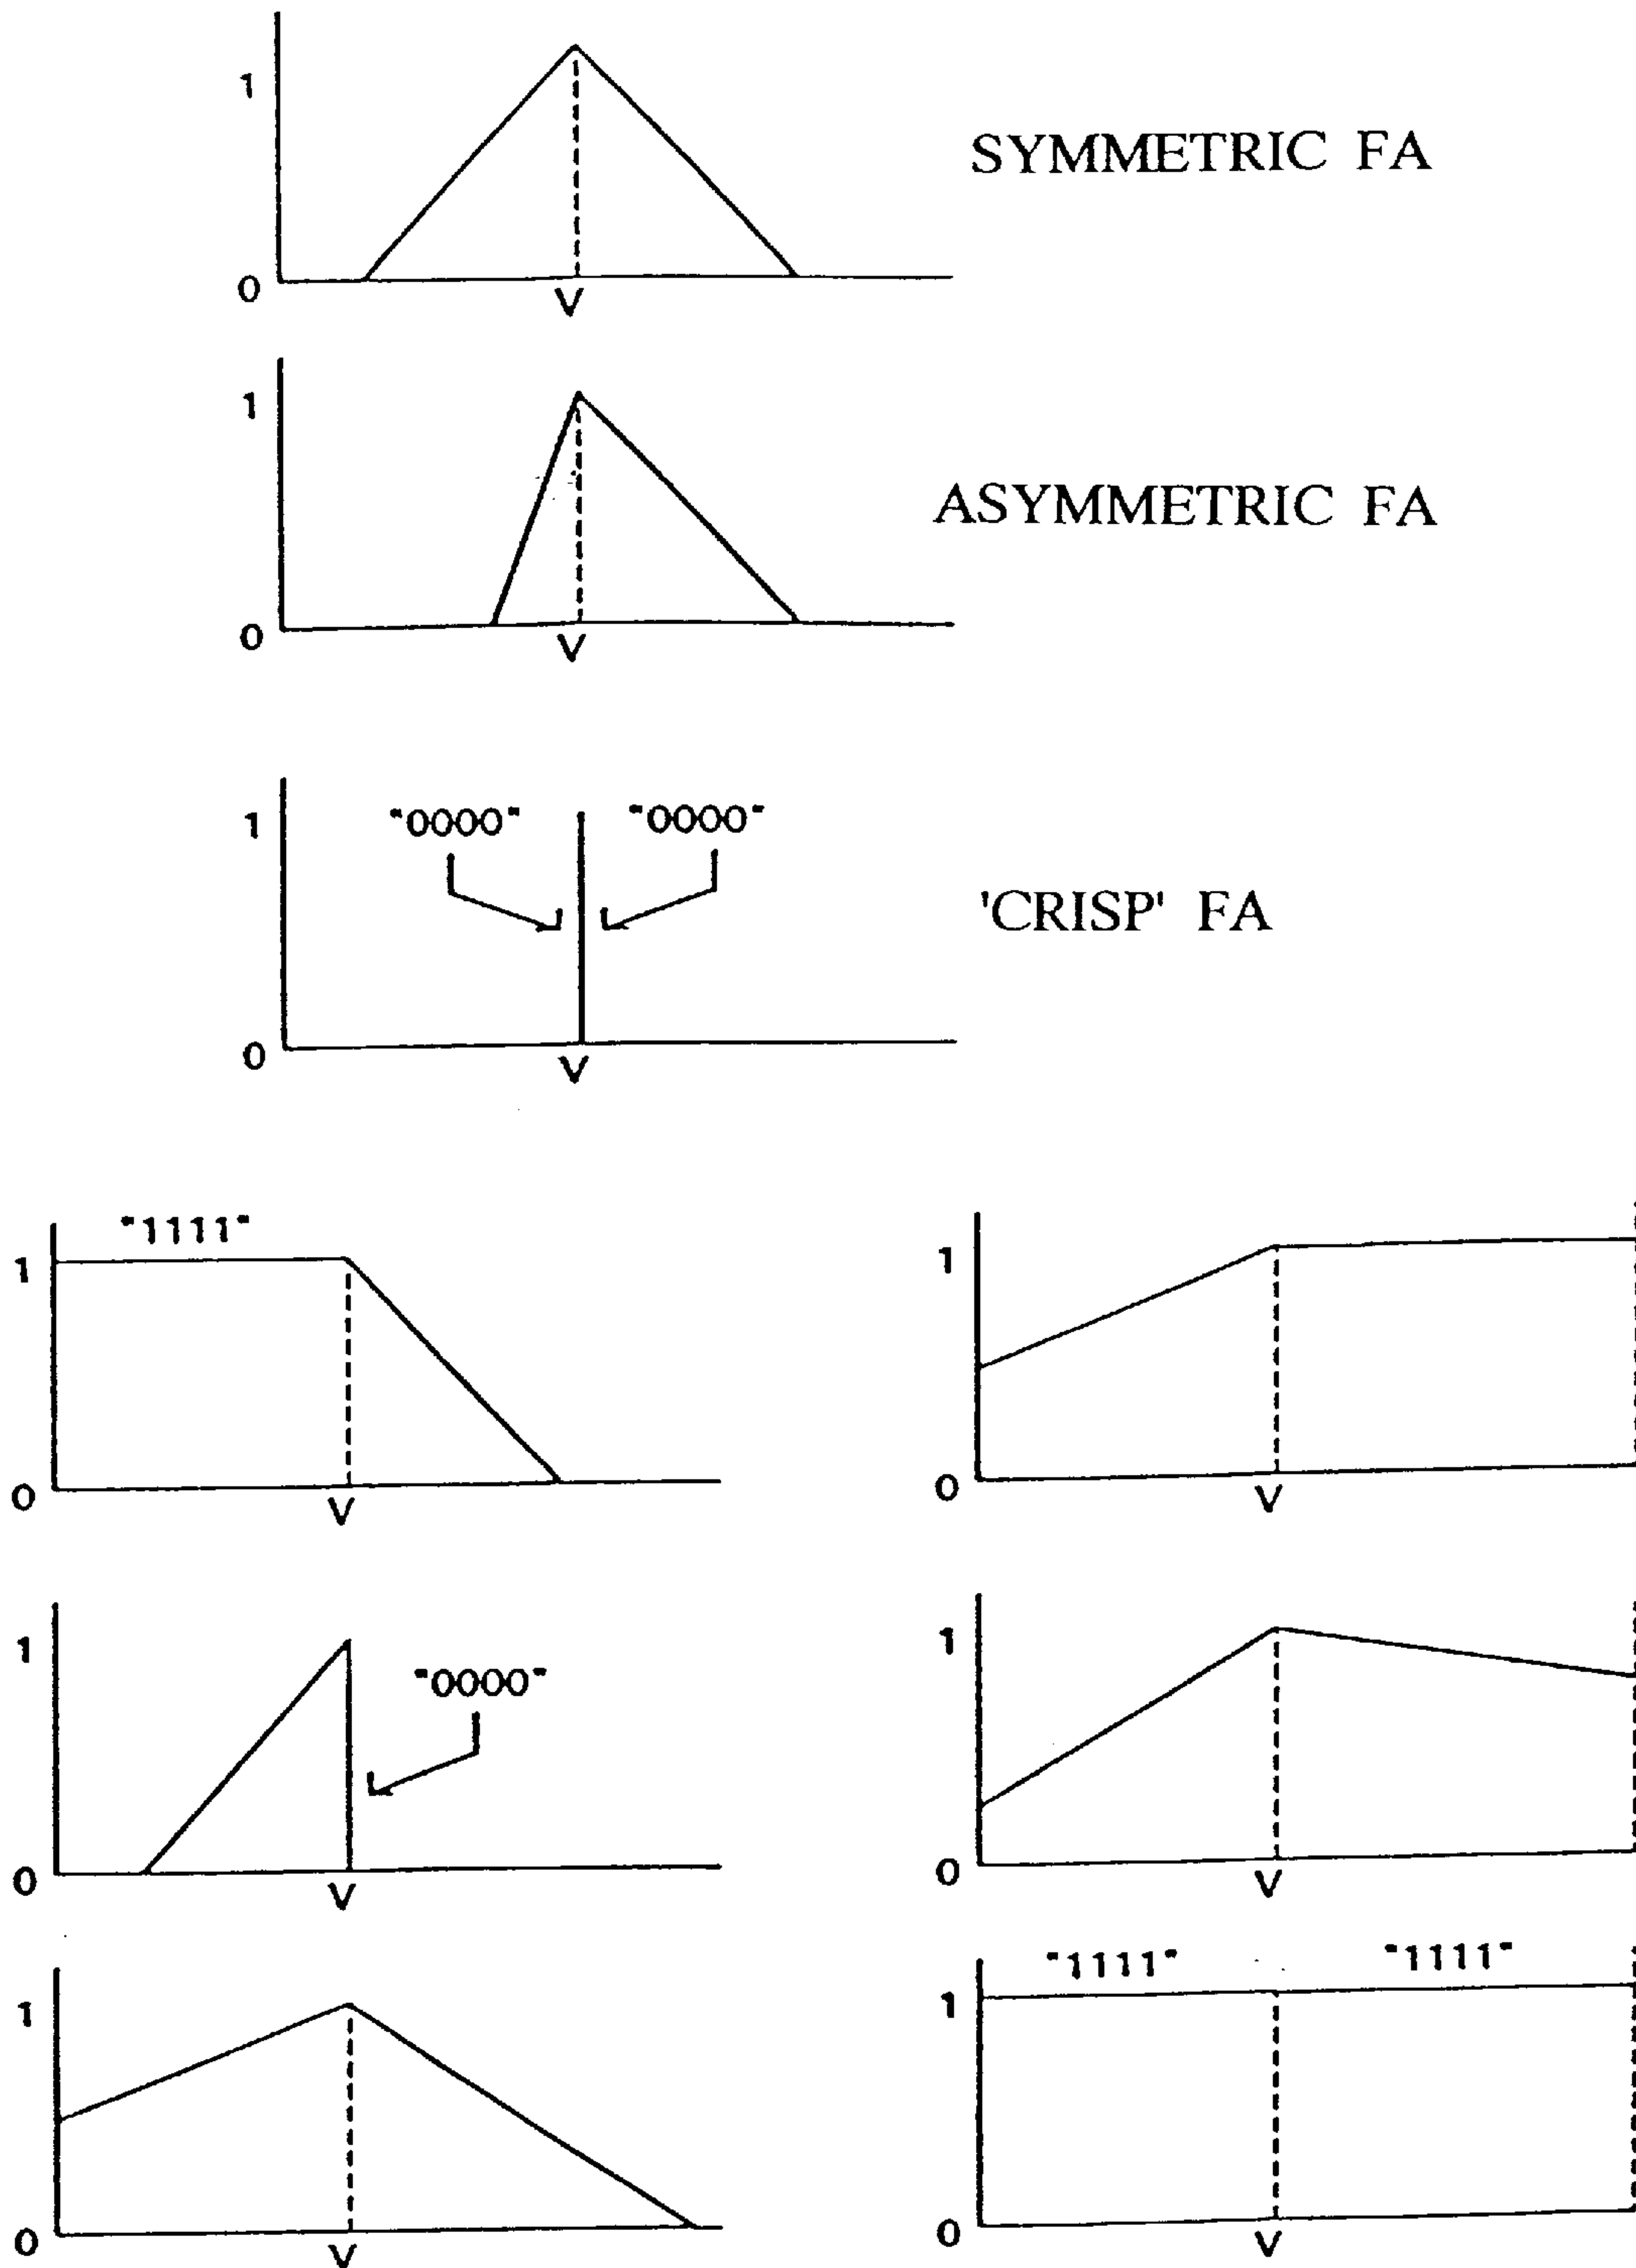 1
SYMMETRIC FA
0
V
1
ASYMMETRIC FA
0
V
1
"0000" "0000"
'CRISP' FA
0
V
"1111"
1
0
V
1
0
V
1
"0000"
0
V
1
0
V
1
0
V
"1111" "1111"
1
0
V